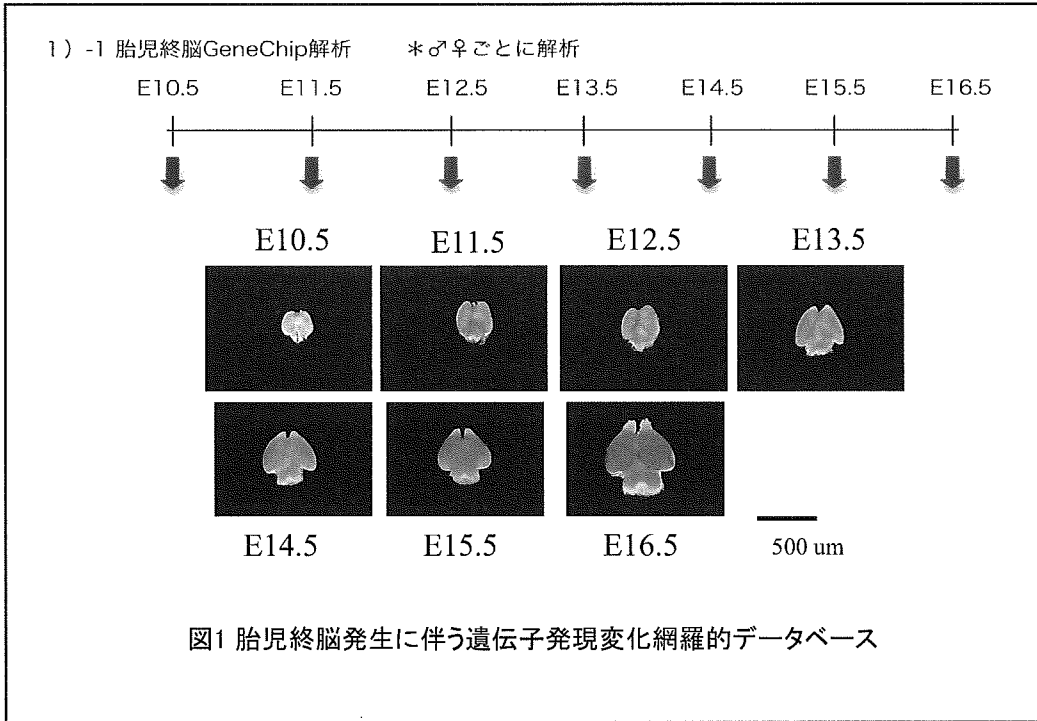 1）-1 胎児終脳GeneChip解析 ＊♂♀ごとに解析
E10.5 E11.5 E12.5 E13.5 E14.5 E15.5 E16.5
E10.5 E11.5 E12.5 E13.5
E14.5 E15.5 E16.5 500 um
図1 胎児終脳発生に伴う遺伝子発現変化網羅的データベース